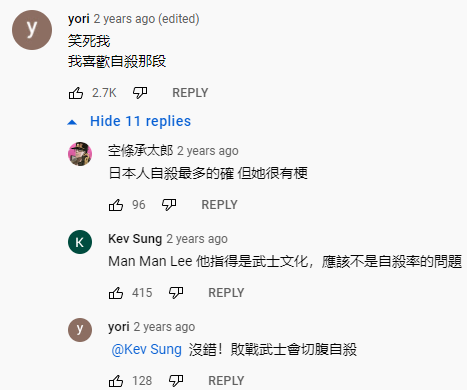 yori 2 years ago (edited)
笑死我
我喜歡自殺那段
2.7K REPLY
Hide 11 replies
空條承太郎 2 years ago
日本人自殺最多的確 但她很有梗
96 REPLY
K
Kev Sung 2 years ago
Man Man Lee 他指得是武士文化，應該不是自殺率的問題
415 REPLY
y
yori 2 years ago
@Kev Sung 沒錯！敗戰武士會切腹自殺
128 REPLY